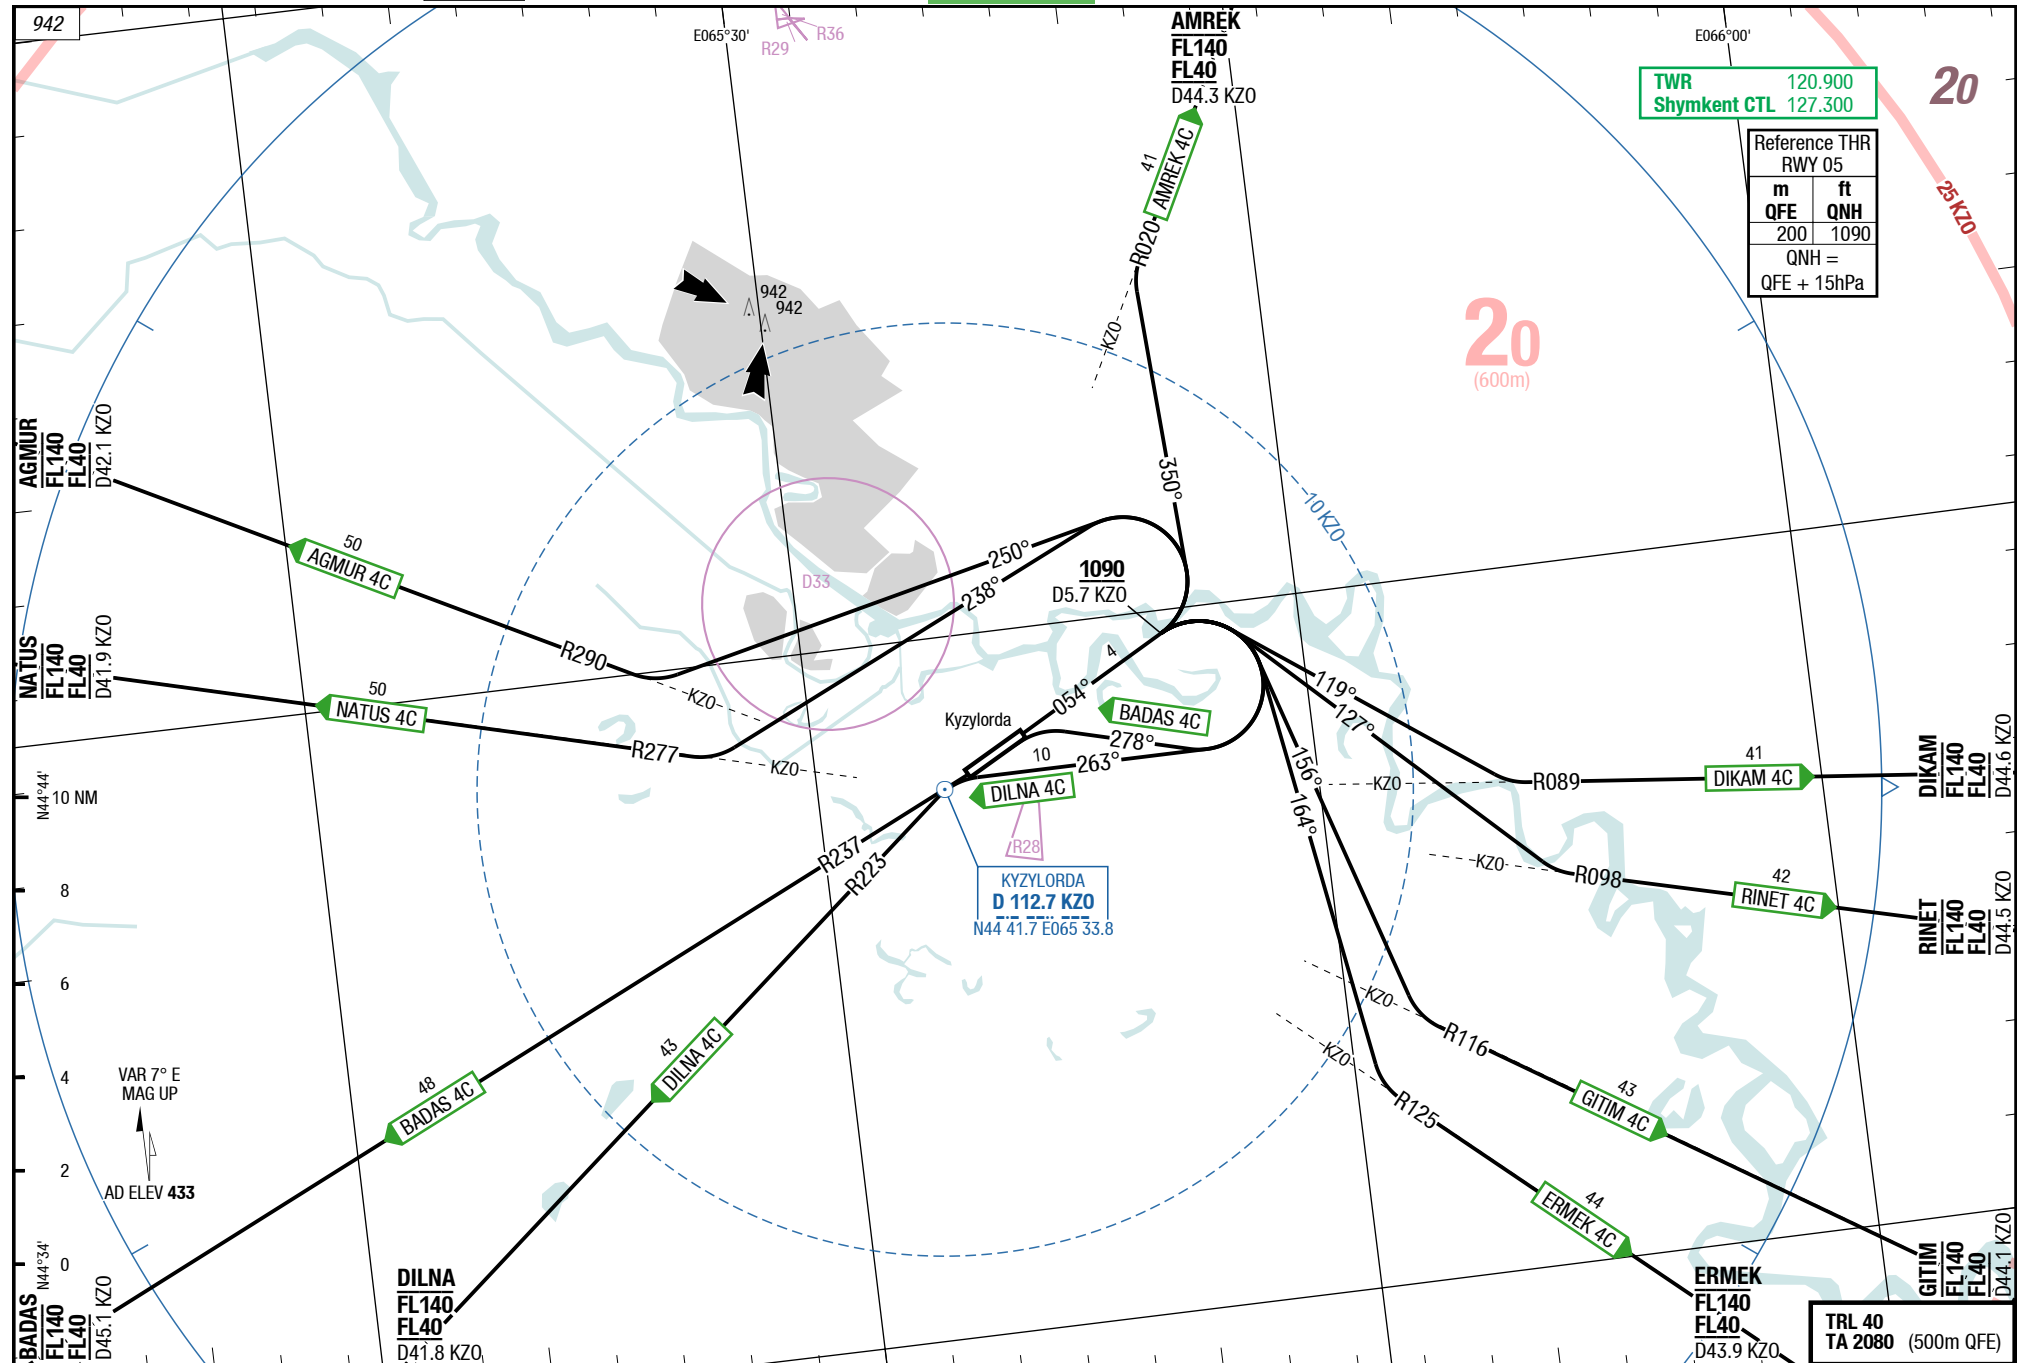 942
E065°30'
R29
R36
AMREK
FL140
FL40
D44.3 KZO
E066°00'
TWR 120.900
Shymkent CTL 127.300
20
Reference THR
RWY 05
m ft
QFE QNH
200 1090
QNH =
QFE + 15hPa
25 KZO
41
AMREK 4C
R020
KZO
942
942
20
(600m)
AGMUR
FL140
FL40
D42.1 KZO
350°
10 KZO
50
AGMUR 4C
250°
238°
D33
1090
D5.7 KZO
NATUS
FL140
FL40
D41.9 KZO
R290
KZO
4
50
NATUS 4C
R277
KZO
054°
Kyzylorda
BADAS 4C
278°
10
263°
DILNA 4C
119°
127°
156°
164°
KZO
R089
41
DIKAM 4C
DIKAM
FL140
FL40
D44.6 KZO
N44°44'
10 NM
R28
R237
R223
KYZYLORDA
D 112.7 KZO
N44 41.7 E065 33.8
KZO
R098
42
RINET 4C
RINET
FL140
FL40
D44.5 KZO
8
6
4
2
0
KZO
R116
43
GITIM 4C
KZO
R125
44
ERMEK 4C
43
DILNA 4C
48
BADAS 4C
VAR 7° E
MAG UP
AD ELEV 433
N44°34'
BADAS
FL140
FL40
D45.1 KZO
DILNA
FL140
FL40
D41.8 KZO
ERMEK
FL140
FL40
D43.9 KZO
GITIM
FL140
FL40
D44.1 KZO
TRL 40
TA 2080 (500m QFE)